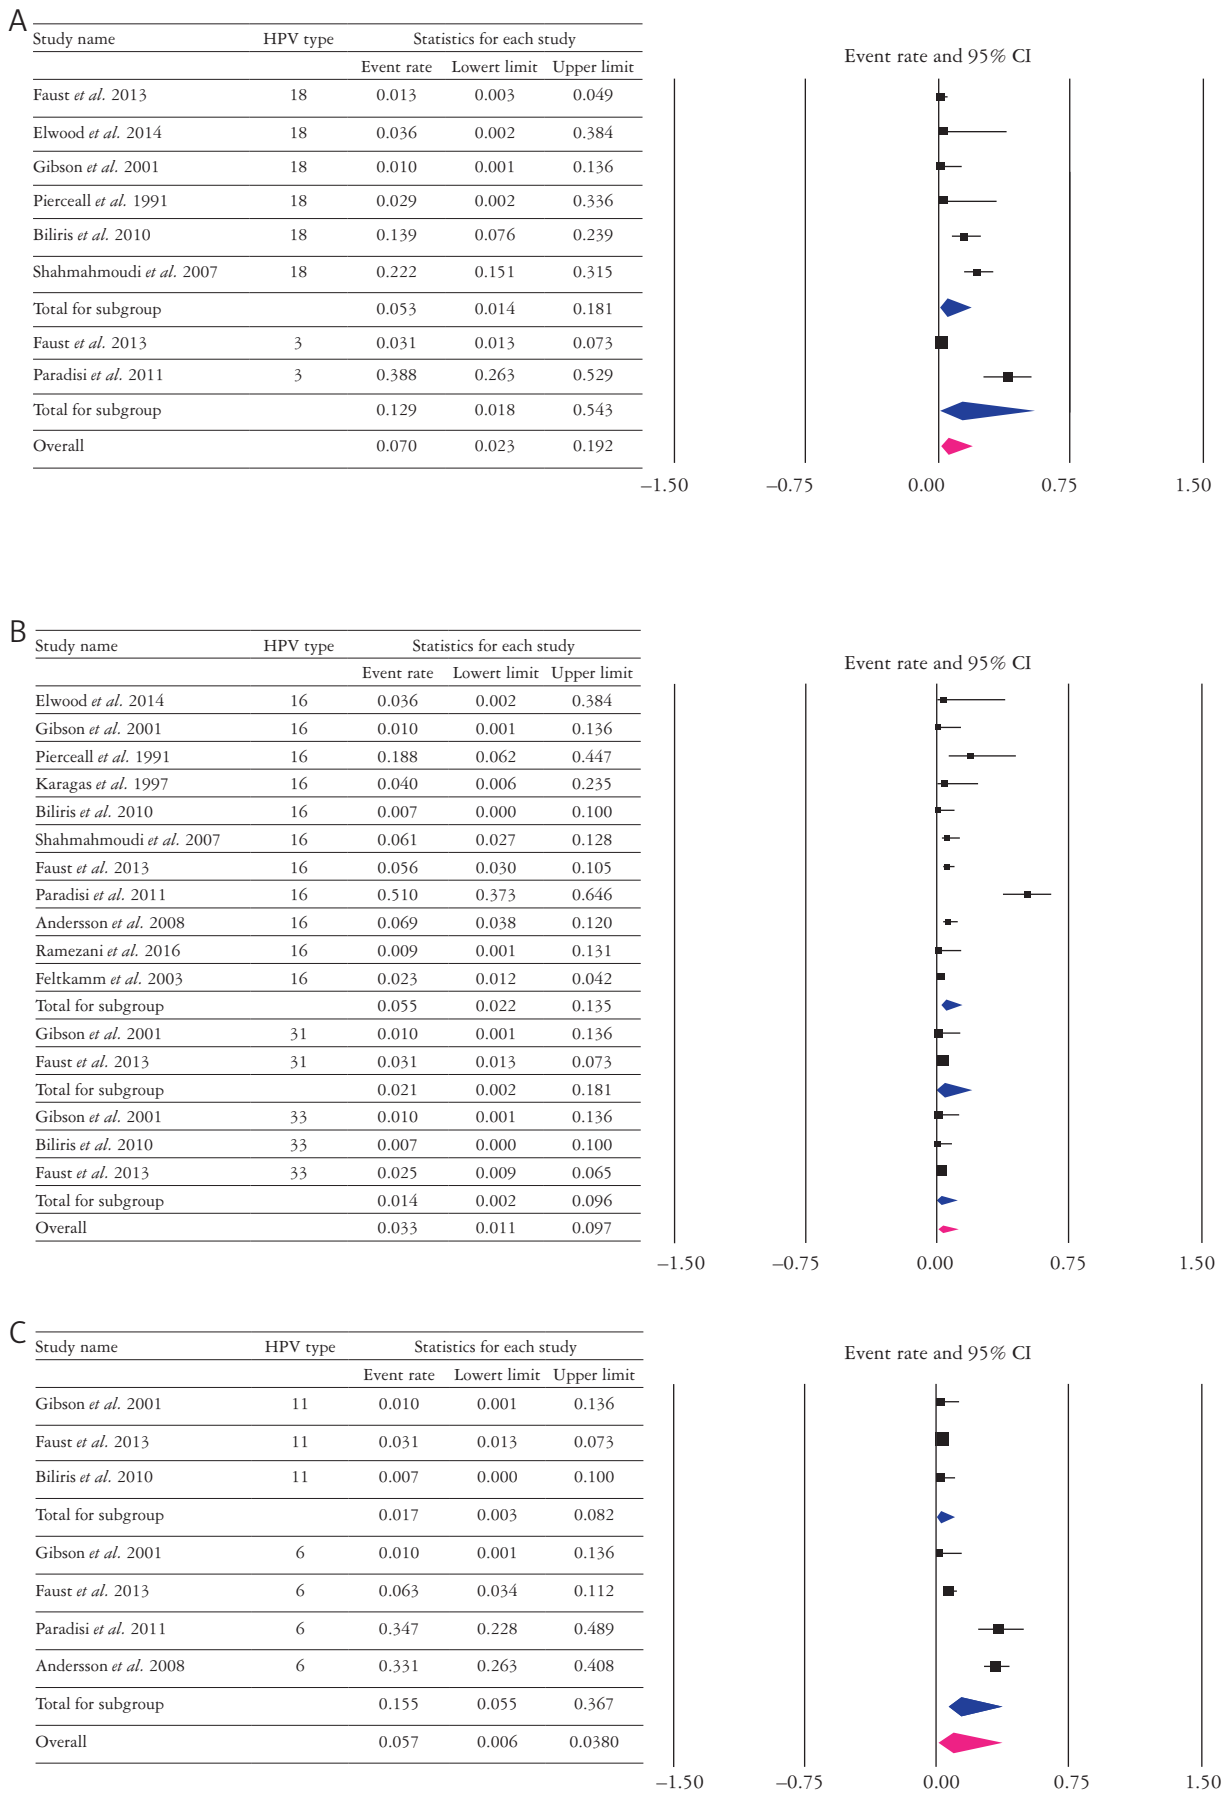 A
Study name HPV type Statistics for each study
Event rate Lowert limit Upper limit
Event rate and 95% CI
Faust et al. 2013 18 0.013 0.003 0.049
Elwood et al. 2014 18 0.036 0.002 0.384
Gibson et al. 2001 18 0.010 0.001 0.136
Pierceall et al. 1991 18 0.029 0.002 0.336
Biliris et al. 2010 18 0.139 0.076 0.239
Shahmahmoudi et al. 2007 18 0.222 0.151 0.315
Total for subgroup 0.053 0.014 0.181
Faust et al. 2013 3 0.031 0.013 0.073
Paradisi et al. 2011 3 0.388 0.263 0.529
Total for subgroup 0.129 0.018 0.543
Overall 0.070 0.023 0.192
–1.50 –0.75 0.00 0.75 1.50
B
Study name HPV type Statistics for each study
Event rate Lowert limit Upper limit
Event rate and 95% CI
Elwood et al. 2014 16 0.036 0.002 0.384
Gibson et al. 2001 16 0.010 0.001 0.136
Pierceall et al. 1991 16 0.188 0.062 0.447
Karagas et al. 1997 16 0.040 0.006 0.235
Biliris et al. 2010 16 0.007 0.000 0.100
Shahmahmoudi et al. 2007 16 0.061 0.027 0.128
Faust et al. 2013 16 0.056 0.030 0.105
Paradisi et al. 2011 16 0.510 0.373 0.646
Andersson et al. 2008 16 0.069 0.038 0.120
Ramezani et al. 2016 16 0.009 0.001 0.131
Feltkamm et al. 2003 16 0.023 0.012 0.042
Total for subgroup 0.055 0.022 0.135
Gibson et al. 2001 31 0.010 0.001 0.136
Faust et al. 2013 31 0.031 0.013 0.073
Total for subgroup 0.021 0.002 0.181
Gibson et al. 2001 33 0.010 0.001 0.136
Biliris et al. 2010 33 0.007 0.000 0.100
Faust et al. 2013 33 0.025 0.009 0.065
Total for subgroup 0.014 0.002 0.096
Overall 0.033 0.011 0.097
–1.50 –0.75 0.00 0.75 1.50
C
Study name HPV type Statistics for each study
Event rate Lowert limit Upper limit
Event rate and 95% CI
Gibson et al. 2001 11 0.010 0.001 0.136
Faust et al. 2013 11 0.031 0.013 0.073
Biliris et al. 2010 11 0.007 0.000 0.100
Total for subgroup 0.017 0.003 0.082
Gibson et al. 2001 6 0.010 0.001 0.136
Faust et al. 2013 6 0.063 0.034 0.112
Paradisi et al. 2011 6 0.347 0.228 0.489
Andersson et al. 2008 6 0.331 0.263 0.408
Total for subgroup 0.155 0.055 0.367
Overall 0.057 0.006 0.0380
–1.50 –0.75 0.00 0.75 1.50